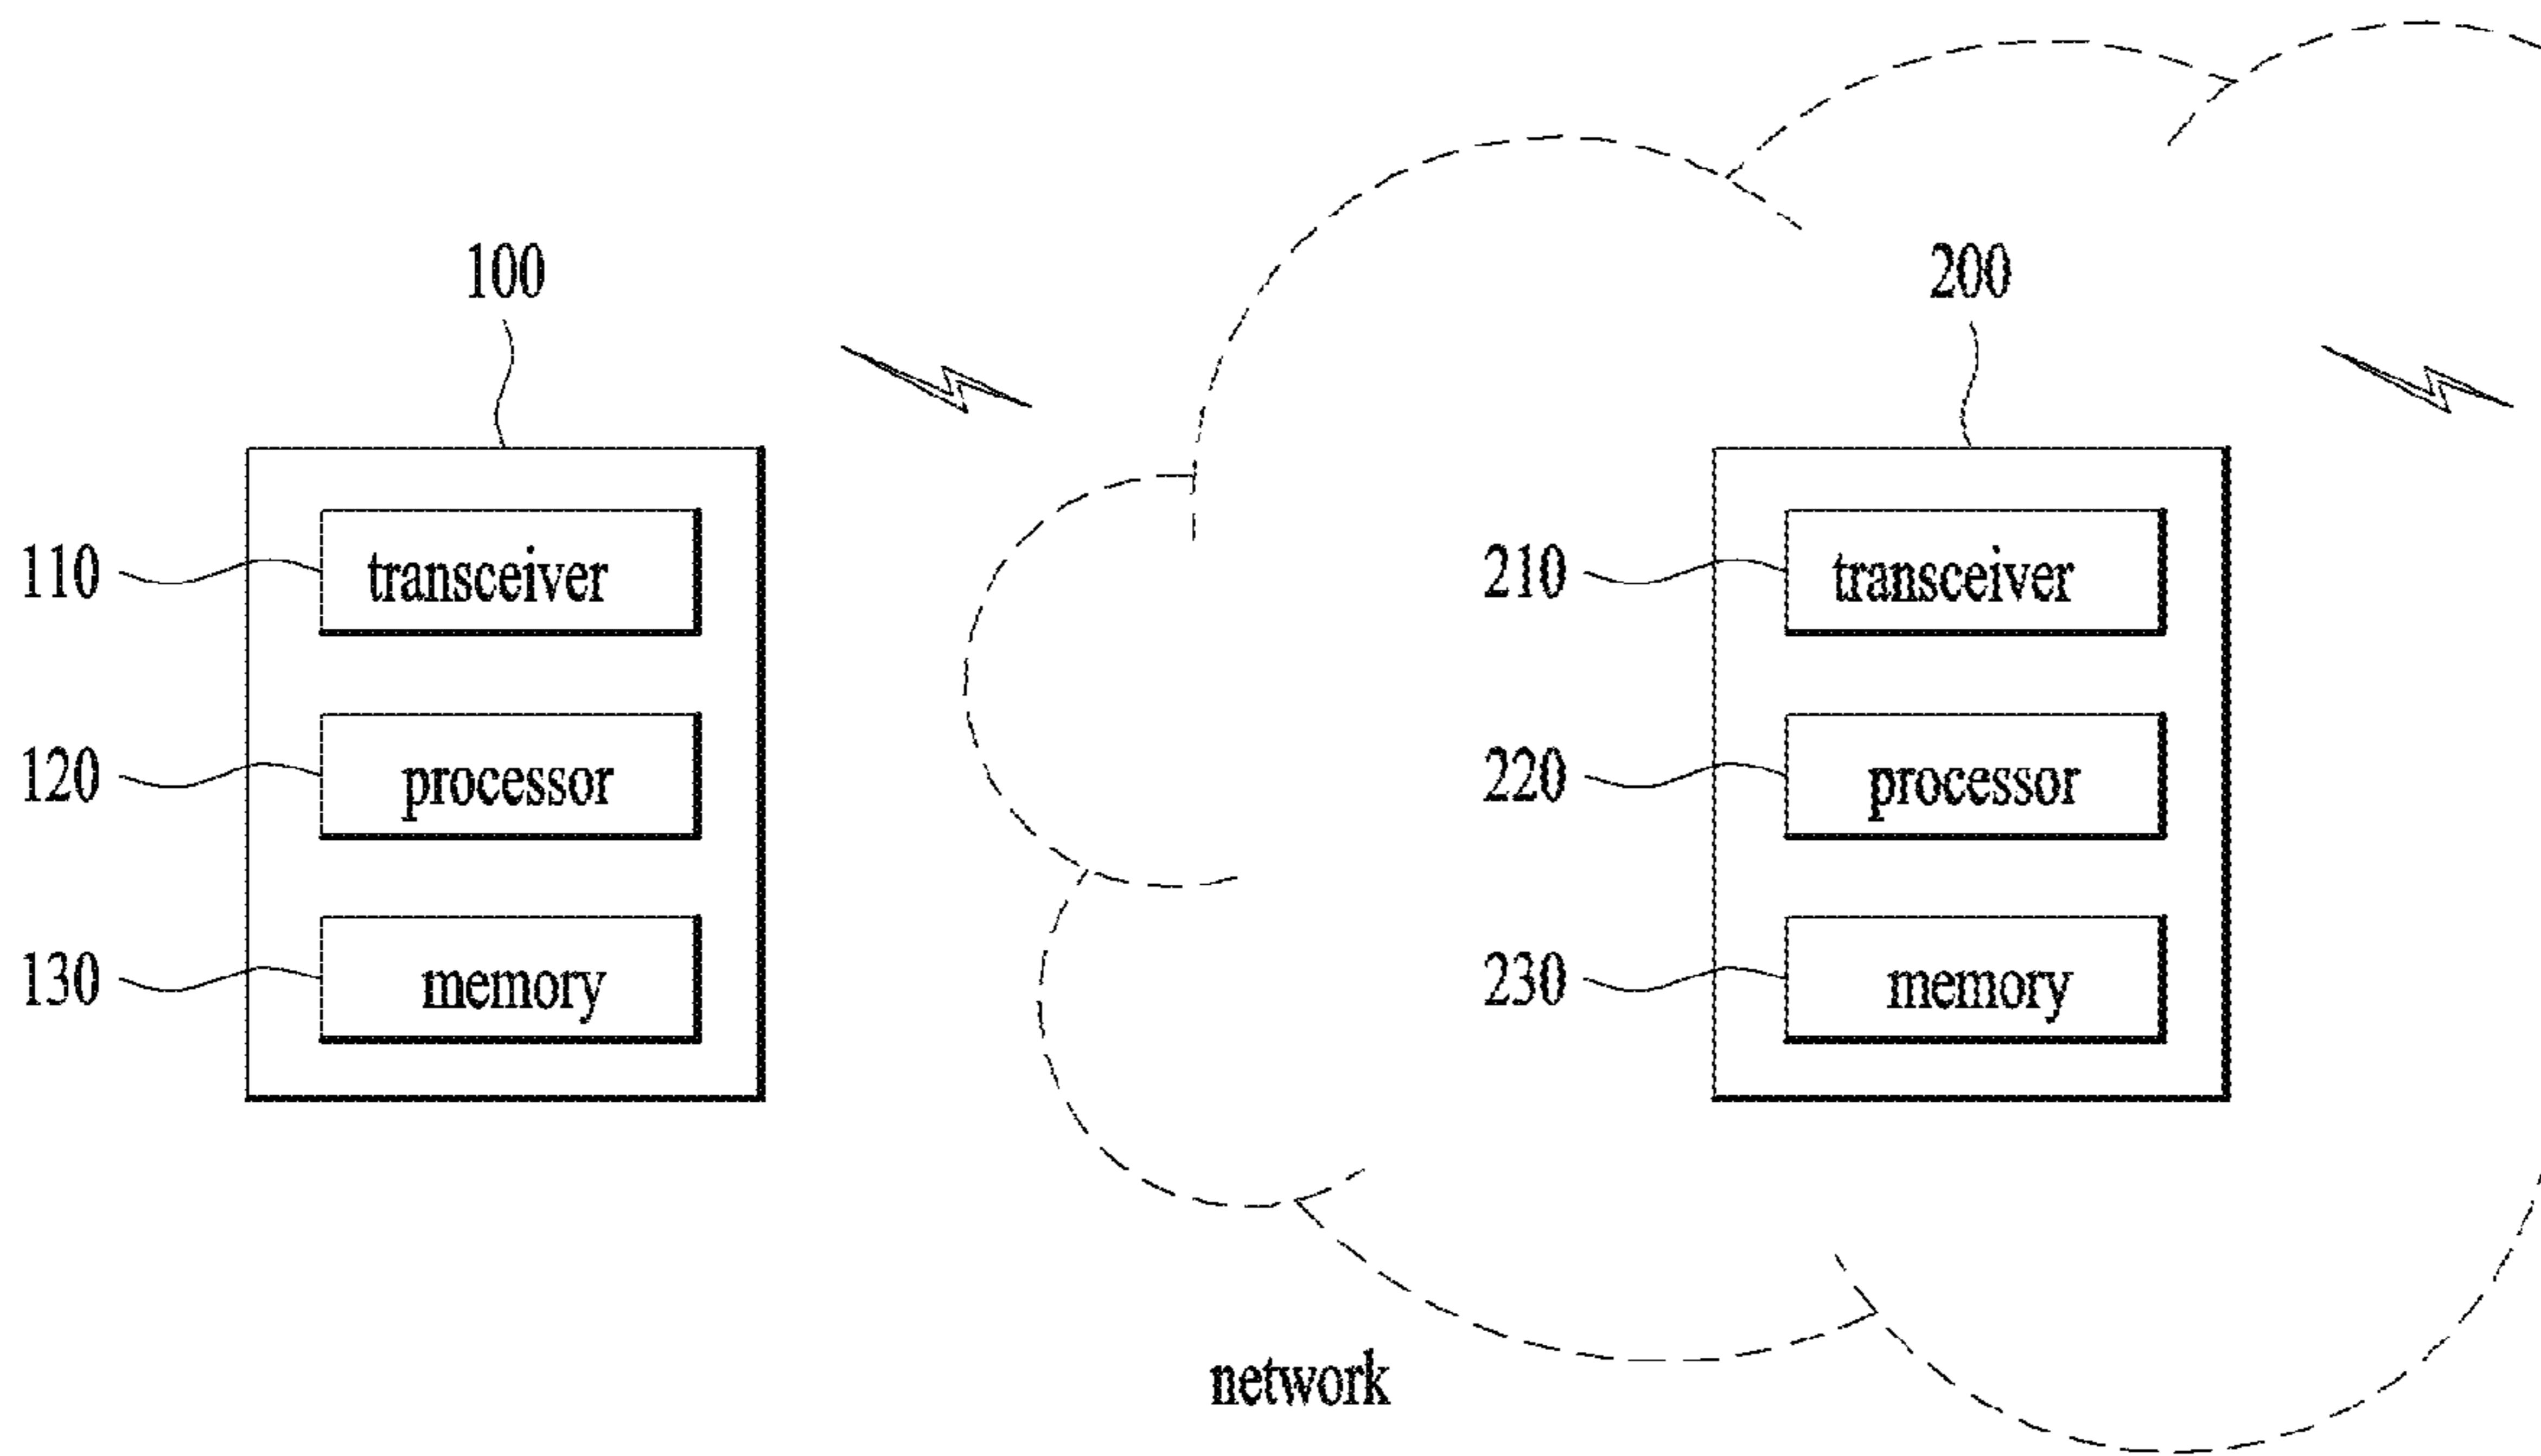 100
200
110 transceiver
210 transceiver
120 processor
220 processor
130 memory
230 memory
network